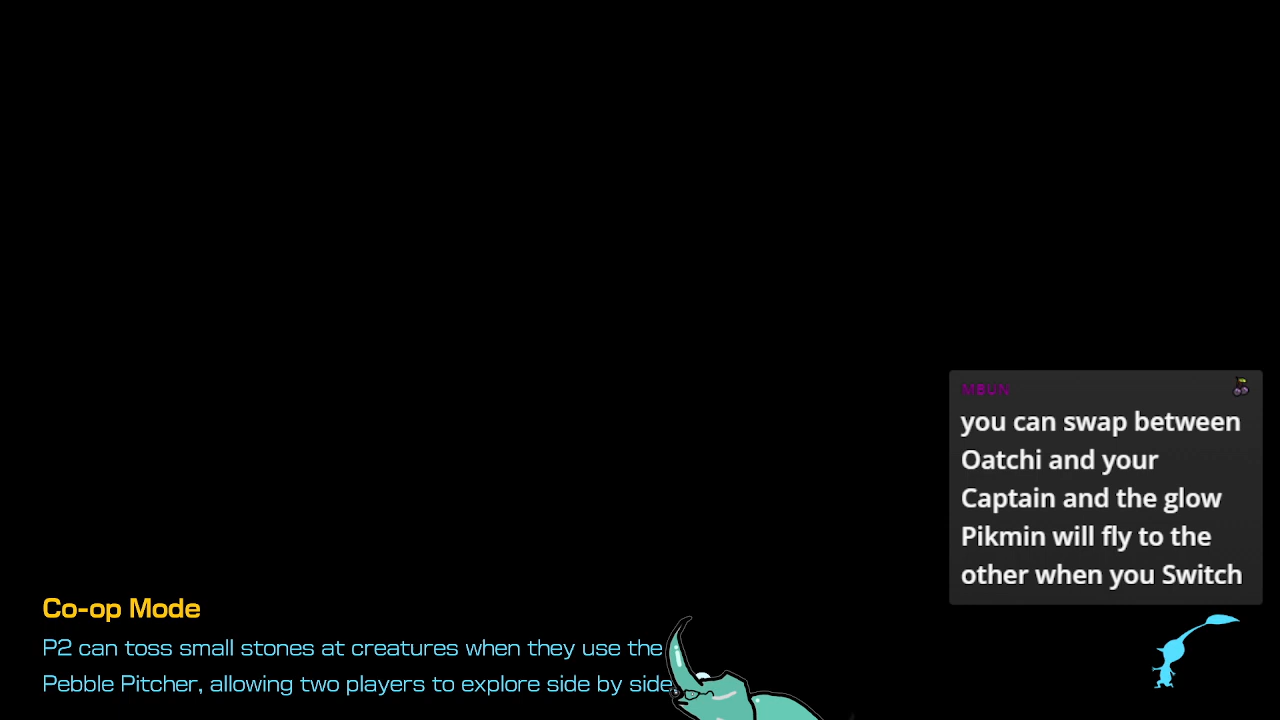 MBUN
you can swap between
Oatchi and your
Captain and the glow
Pikmin will fly to the
other when you Switch
Co-op Mode
P2 can toss small stones at creatures when they use the
Pebble Pitcher, allowing two players to explore side by side